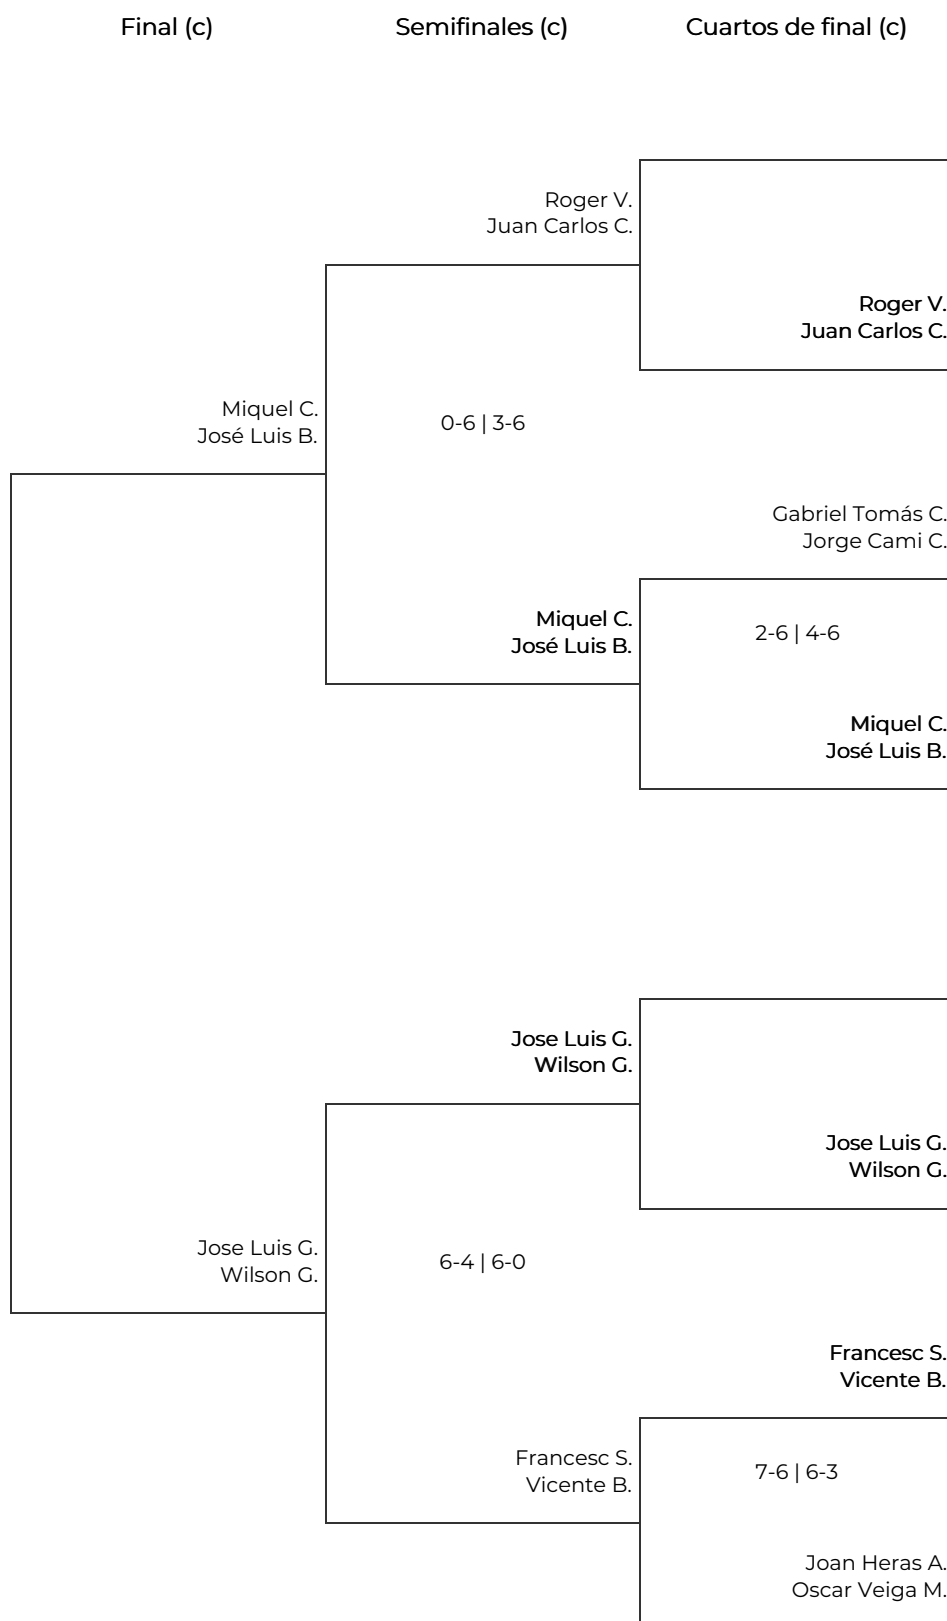 Final (c)
Semifinales (c)
Cuartos de final (c)
Roger V.
Juan Carlos C.
Roger V.
Juan Carlos C.
Miquel C.
José Luis B.
0-6 | 3-6
Gabriel Tomás C.
Jorge Cami C.
Miquel C.
José Luis B.
2-6 | 4-6
Miquel C.
José Luis B.
Jose Luis G.
Wilson G.
Jose Luis G.
Wilson G.
Jose Luis G.
Wilson G.
6-4 | 6-0
Francesc S.
Vicente B.
Francesc S.
Vicente B.
7-6 | 6-3
Joan Heras A.
Oscar Veiga M.